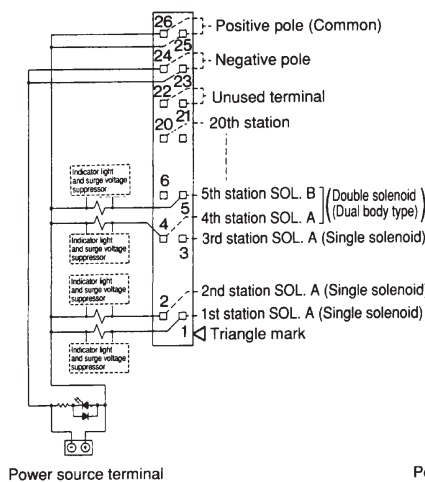 26 Positive pole (Common)
25
24 Negative pole
23
22 Unused terminal
21
20 20th station
Indicator light
and surge voltage
suppressor
6
5th station SOL. B (Double solenoid)
5
4th station SOL. A (Dual body type)
4
3rd station SOL. A (Single solenoid)
3
Indicator light
and surge voltage
suppressor
Indicator light
and surge voltage
suppressor
2 2nd station SOL. A (Single solenoid
1st station SOL. A (Single solenoid)
1 Triangle mark
Indicator light
and surge voltage
suppressor
Power source terminal